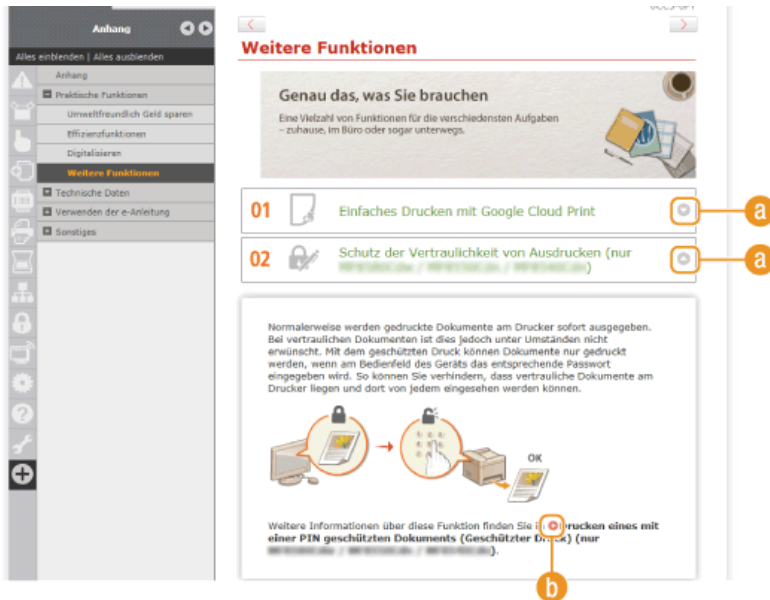 Anhang
Alles einblenden | Alles ausblenden
Anhang
Praktische Funktionen
Umweltfreundlich Geld sparen
Effizienzfunktionen
Digitalisieren
Weitere Funktionen
Technische Daten
Verwenden der e-Anleitung
Sonstiges
Weitere Funktionen
Genau das, was Sie brauchen
Eine Vielzahl von Funktionen für die verschiedensten Aufgaben
– zuhause, im Büro oder sogar unterwegs.
01 Einfaches Drucken mit Google Cloud Print
a
02 Schutz der Vertraulichkeit von Ausdrucken (nur
/ / )
a
Normalerweise werden gedruckte Dokumente am Drucker sofort ausgegeben.
Bei vertraulichen Dokumenten ist dies jedoch unter Umständen nicht
erwünscht. Mit dem geschützten Druck können Dokumente nur gedruckt
werden, wenn am Bedienfeld des Geräts das entsprechende Passwort
eingegeben wird. So können Sie verhindern, dass vertrauliche Dokumente am
Drucker liegen und dort von jedem eingesehen werden können.
OK
Weitere Informationen über diese Funktion finden Sie in Drucken eines mit
einer PIN geschützten Dokuments (Geschützter Druck) (nur
/ / ).
b